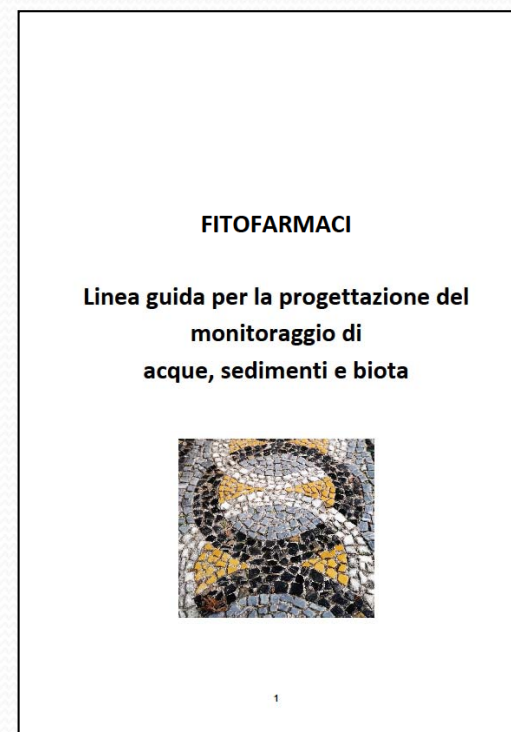 FITOFARMACI
Linea guida per la progettazione del
monitoraggio di
acque, sedimenti e biota
1